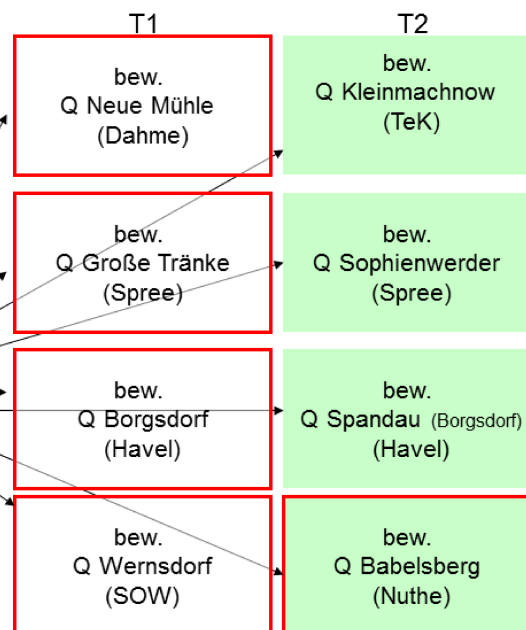 T1
T2
bew.
Q Neue Mühle
(Dahme)
bew.
Q Kleinmachnow
(TeK)
bew.
Q Große Tränke
(Spree)
bew.
Q Sophienwerder
(Spree)
bew.
Q Borgsdorf
(Havel)
bew.
Q Spandau (Borgsdorf)
(Havel)
bew.
Q Wernsdorf
(SOW)
bew.
Q Babelsberg
(Nuthe)